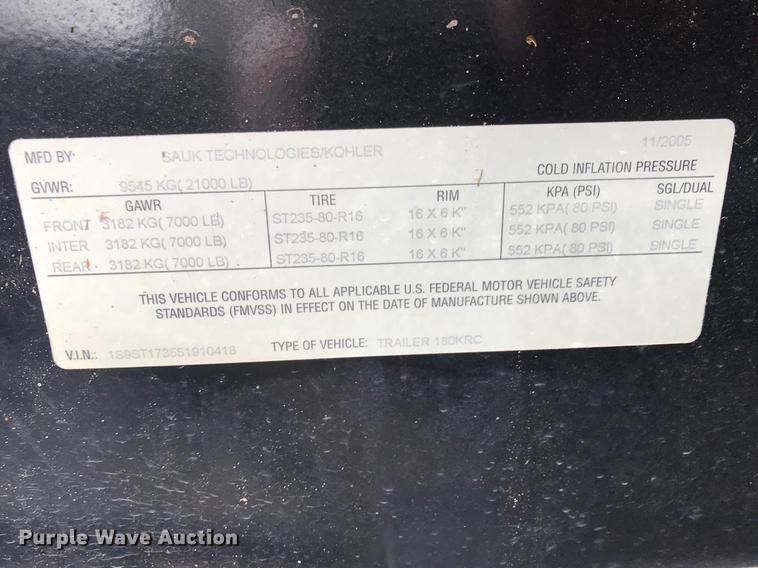 MFD BY: SAUK TECHNOLOGIES/KOHLER 11/2005
GVWR: 9545 KG( 21000 LB) COLD INFLATION PRESSURE
GAWR TIRE RIM KPA (PSI) SGL/DUAL
FRONT 3182 KG( 7000 LB) ST235-80-R16 16 X 6 K" 552 KPA( 80 PSI) SINGLE
INTER 3182 KG( 7000 LB) ST235-80-R16 16 X 6 K" 552 KPA( 80 PSI) SINGLE
REAR 3182 KG( 7000 LB) ST235-80-R16 16 X 6 K" 552 KPA( 80 PSI) SINGLE
THIS VEHICLE CONFORMS TO ALL APPLICABLE U.S. FEDERAL MOTOR VEHICLE SAFETY
STANDARDS (FMVSS) IN EFFECT ON THE DATE OF MANUFACTURE SHOWN ABOVE.
V.I.N.: 1S9ST173551910418 TYPE OF VEHICLE: TRAILER 180KRC
Purple Wave Auction